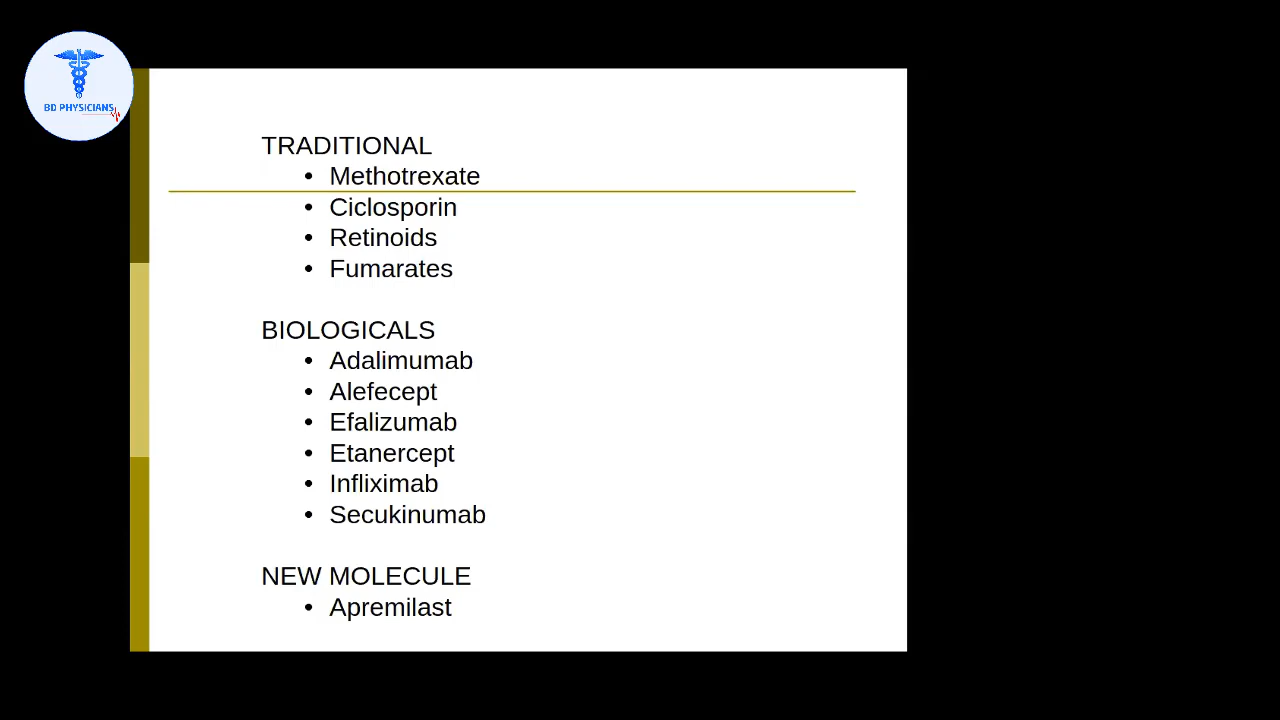 BD PHYSICIANS
TRADITIONAL
• Methotrexate
• Ciclosporin
• Retinoids
• Fumarates
BIOLOGICALS
• Adalimumab
• Alefecept
• Efalizumab
• Etanercept
• Infliximab
• Secukinumab
NEW MOLECULE
• Apremilast